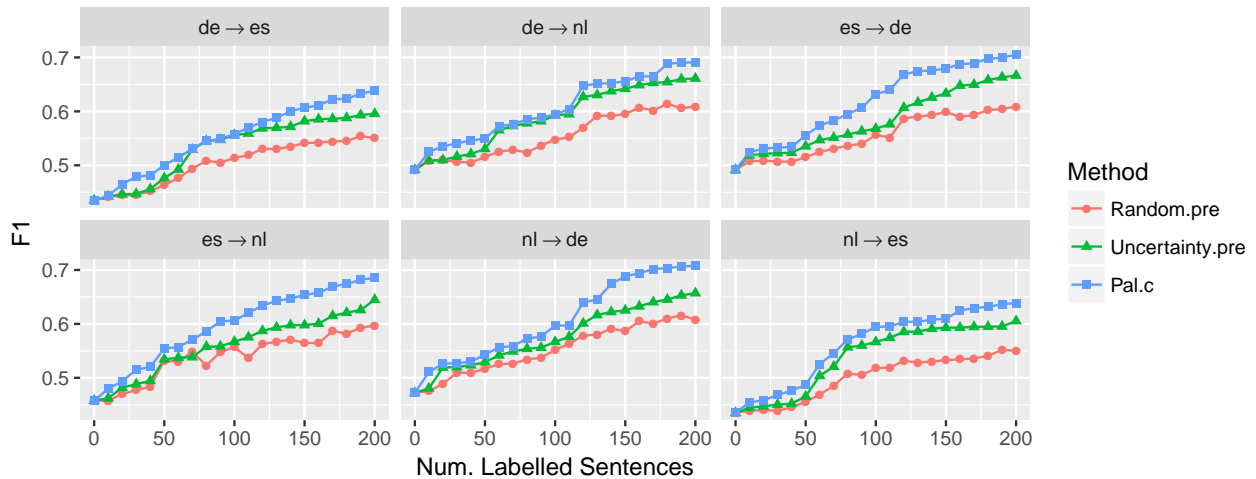 de → es
de → nl
es → de
0.7
0.6
0.5
es → nl
nl → de
nl → es
0.7
0.6
0.5
0 50 100 150 200
0 50 100 150 200
0 50 100 150 200
F1
Num. Labelled Sentences
Method
Random.pre
Uncertainty.pre
Pal.c